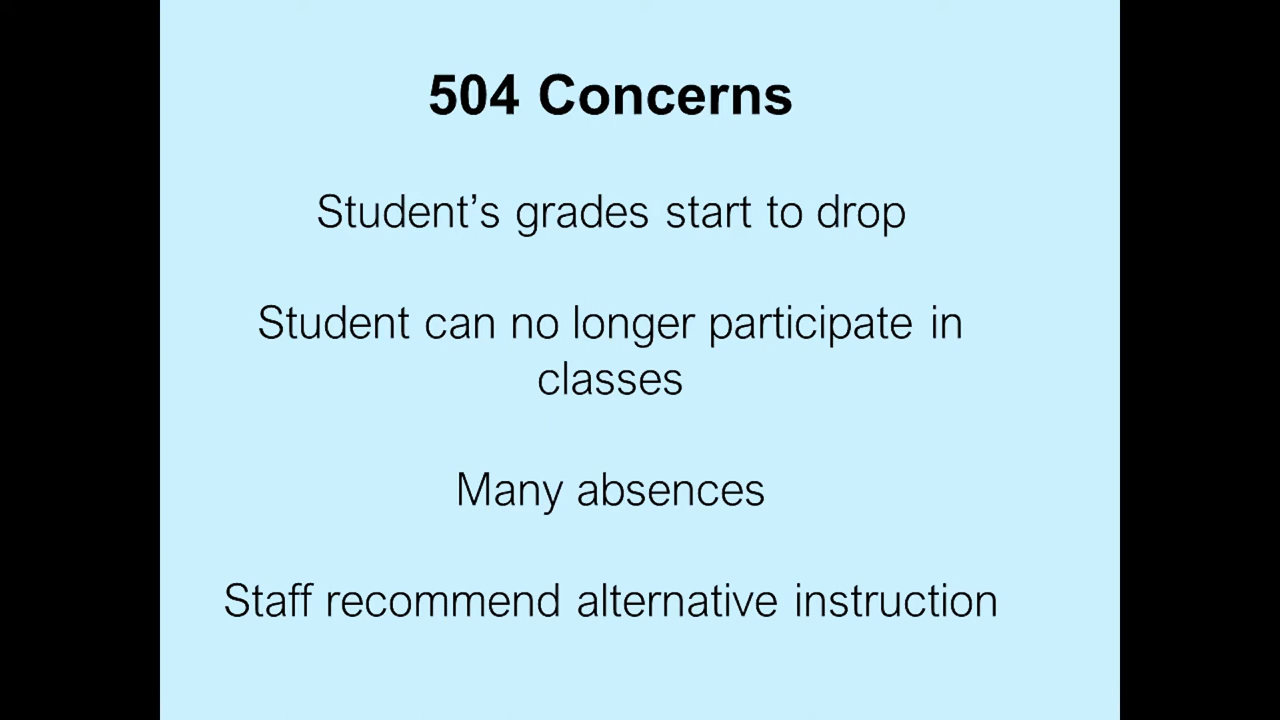 504 Concerns
Student’s grades start to drop
Student can no longer participate in
classes
Many absences
Staff recommend alternative instruction